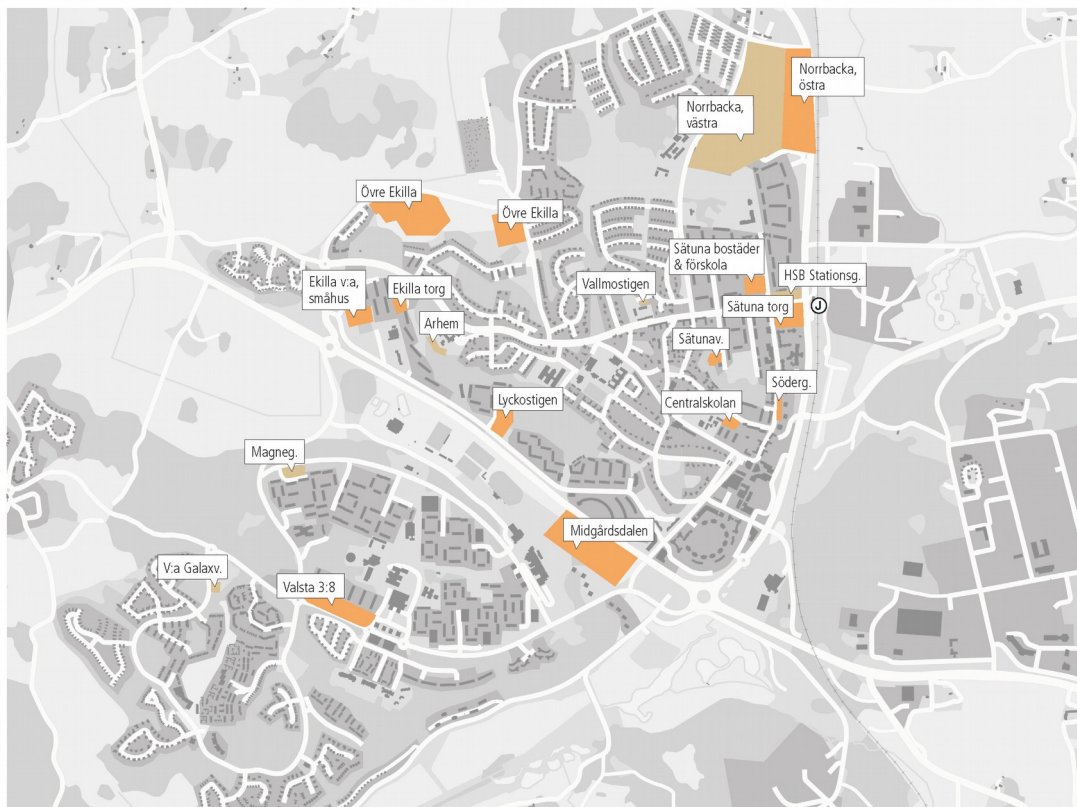 Norrbacka,
östra
Norrbacka,
västra
Övre Ekilla
Övre Ekilla
Sätuna bostäder
& förskola
HSB Stationsg.
Ekilla v:a,
småhus
Ekilla torg
Vallmostigen
Sätuna torg
J
Arhem
Sätunav.
Söderg.
Lyckostigen
Centralskolan
Magneg.
Midgårdsdalen
V:a Galaxv.
Valsta 3:8